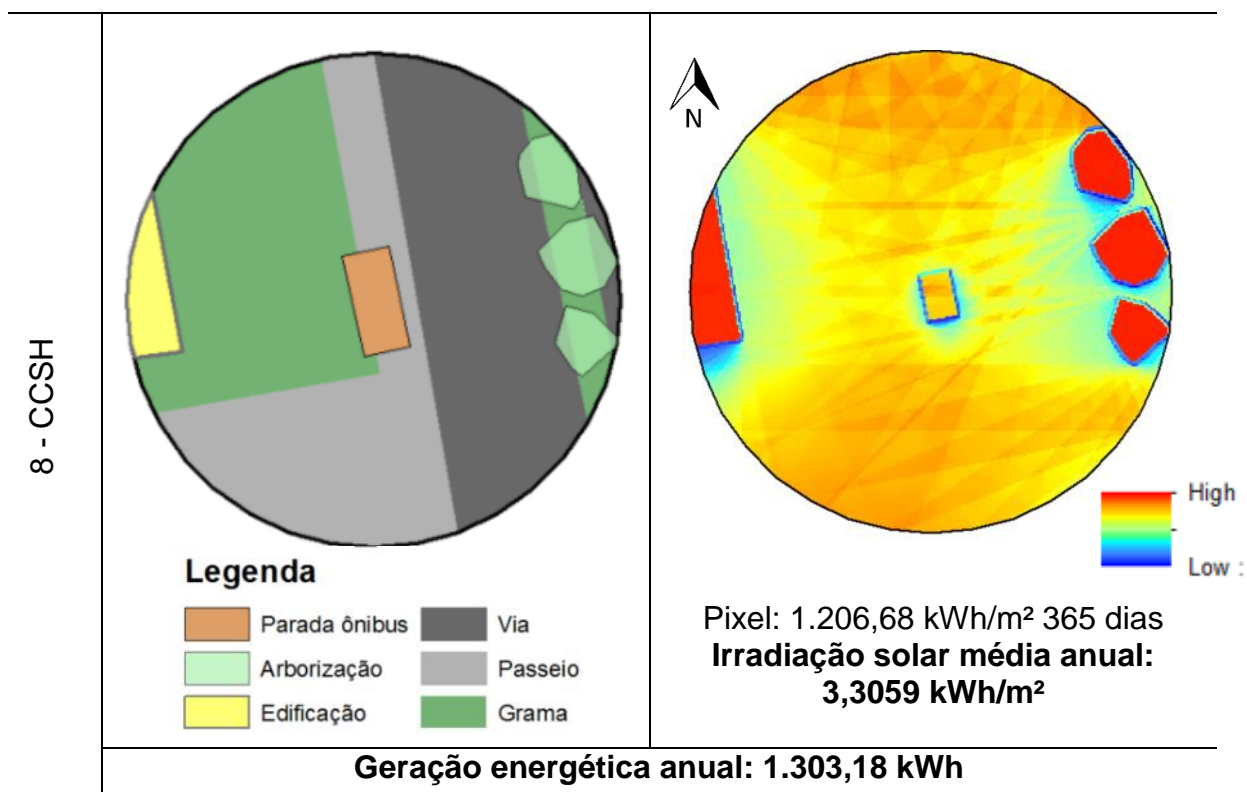 8 - CCSH
Legenda
Parada ônibus
Via
Arborização
Passeio
Edificação
Grama
N
High
Low :
Pixel: 1.206,68 kWh/m² 365 dias
Irradiação solar média anual:
3,3059 kWh/m²
Geração energética anual: 1.303,18 kWh